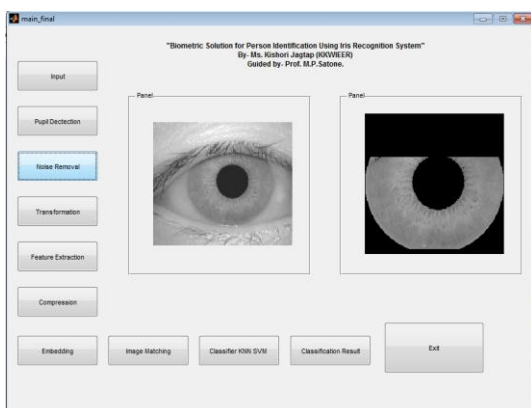 main_final
"Biometric Solution for Person Identification Using Iris Recognition System"
By- Ms. Kishori Jagtap (KKWIEER)
Guided by- Prof. M.P.Satone.
Input
Pupil Dectection
Noise Removal
Transformation
Feature Extraction
Compression
Panel
Panel
Embedding
Image Matching
Classifier KNN SVM
Classification Result
Exit